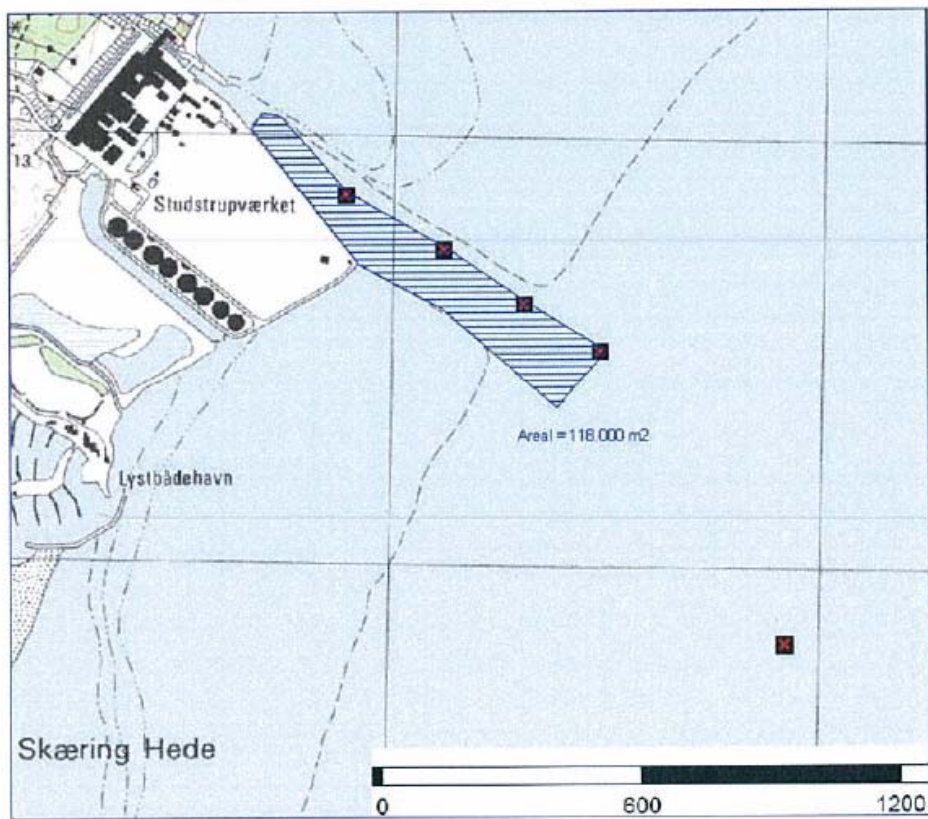 13
Studstrupværket
Areal = 118.000 m2
Lystbådehavn
Skæring Hede
0 600 1200